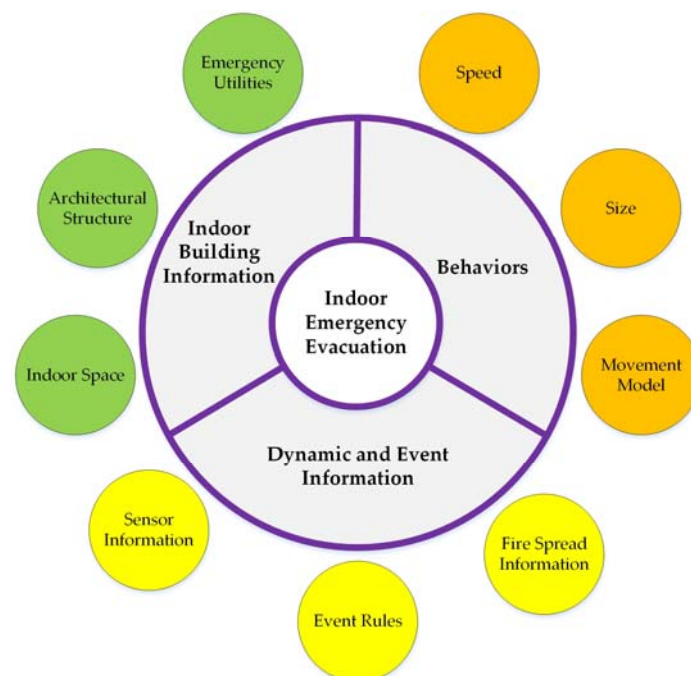 Emergency
Utilities
Speed
Architectural
Structure
Size
Indoor
Building
Information
Behaviors
Indoor
Emergency
Evacuation
Indoor Space
Movement
Model
Dynamic and Event
Information
Sensor
Information
Fire Spread
Information
Event Rules